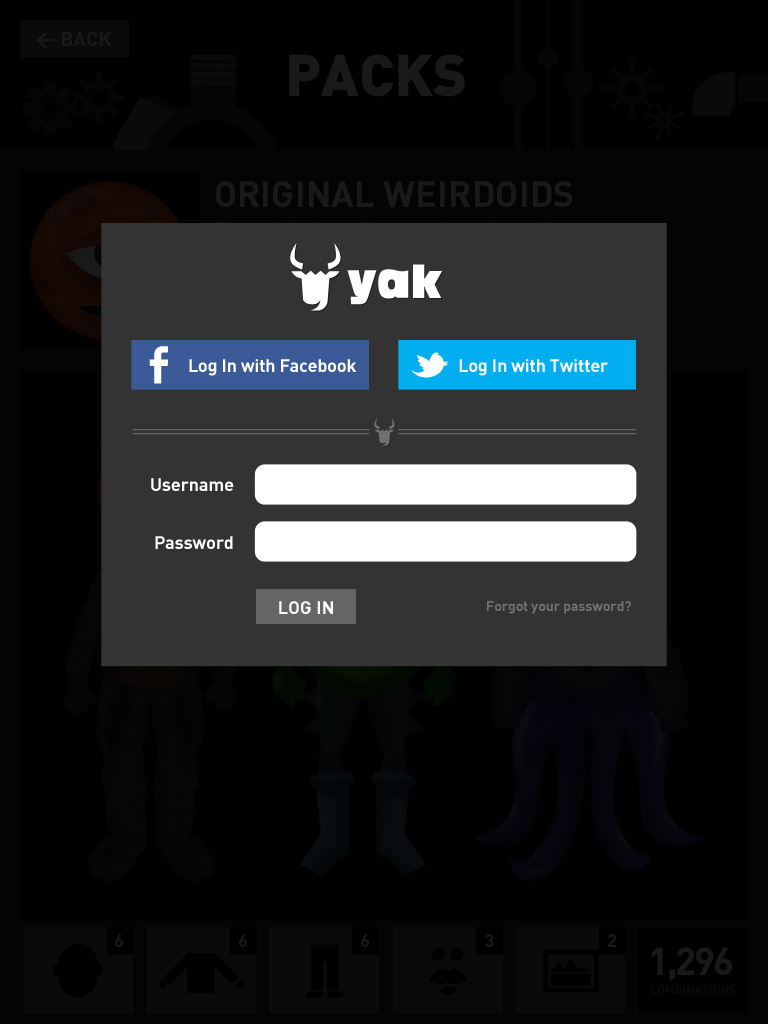 ← BACK
PACKS
ORIGINAL WEIRDOIDS
yak
Log In with Facebook
Log In with Twitter
Username
Password
LOG IN
Forgot your password?
6
6
6
3
2
1,296
COMBINATIONS